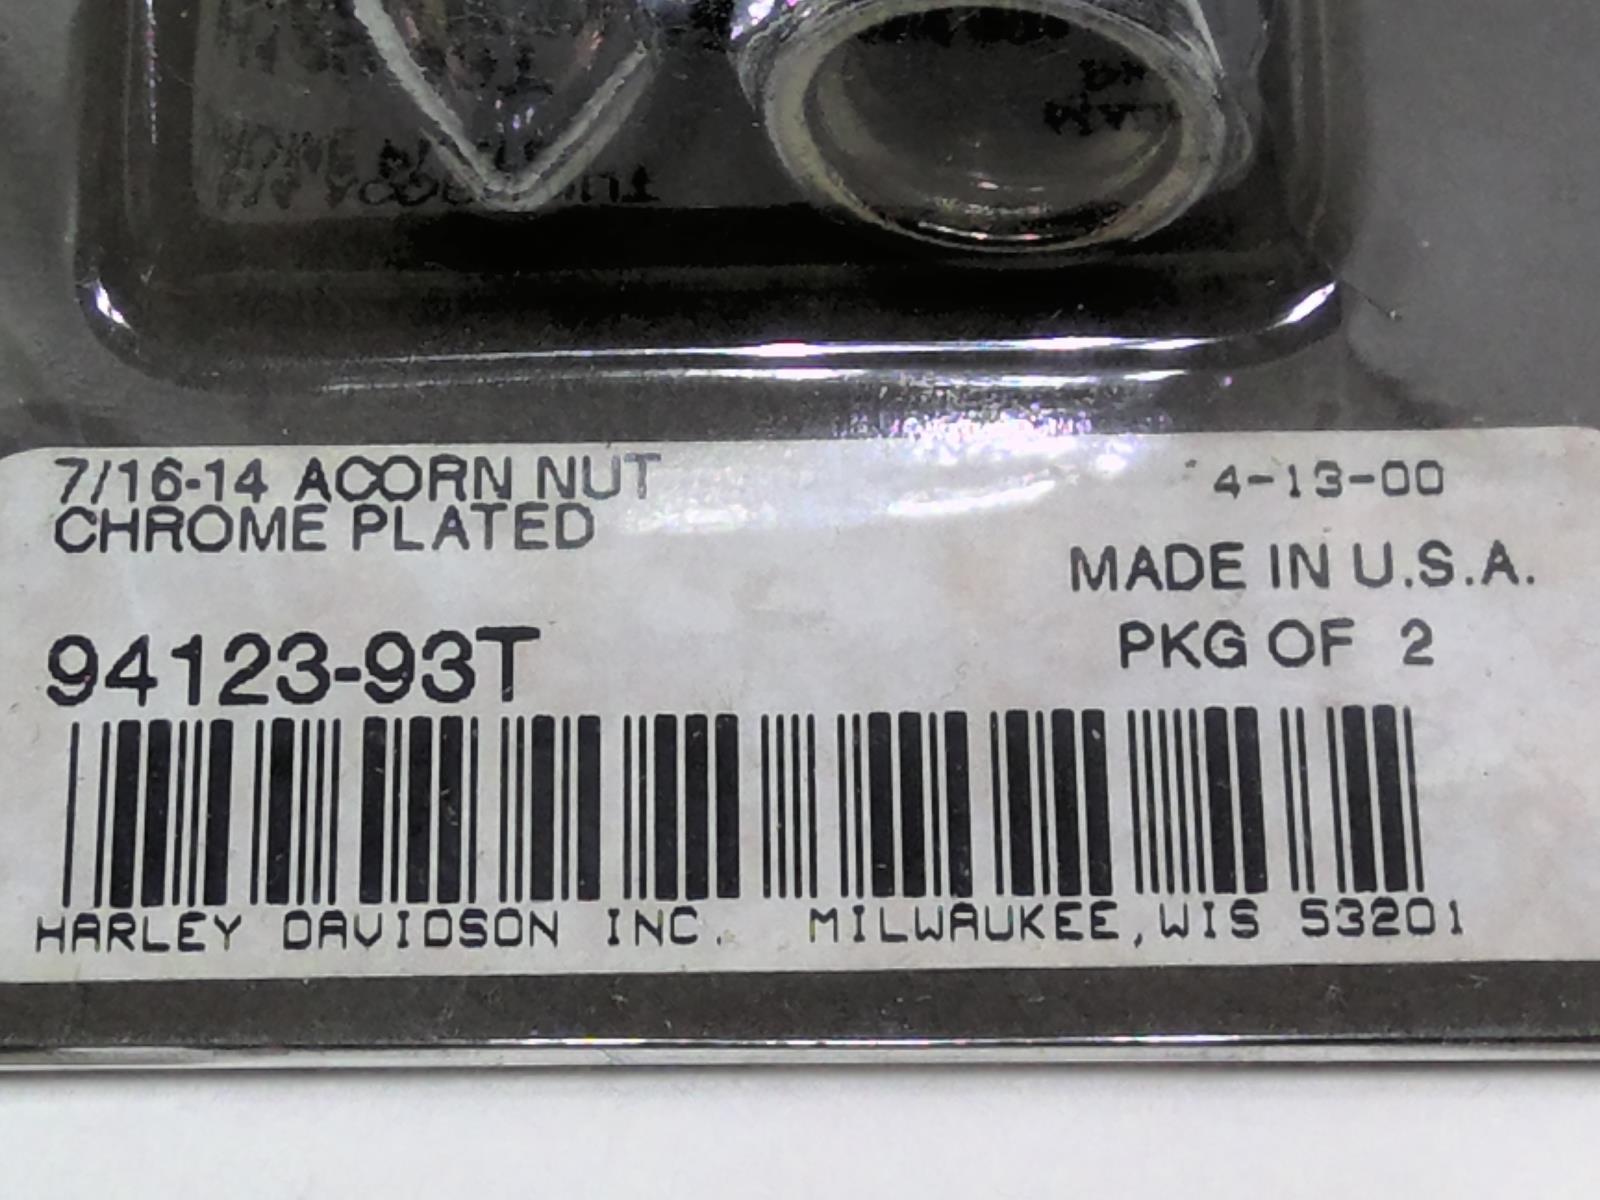 7/16-14 ACORN NUT
CHROME PLATED
4-13-00
MADE IN U.S.A.
94123-93T
PKG OF 2
HARLEY DAVIDSON INC. MILWAUKEE,WIS 53201